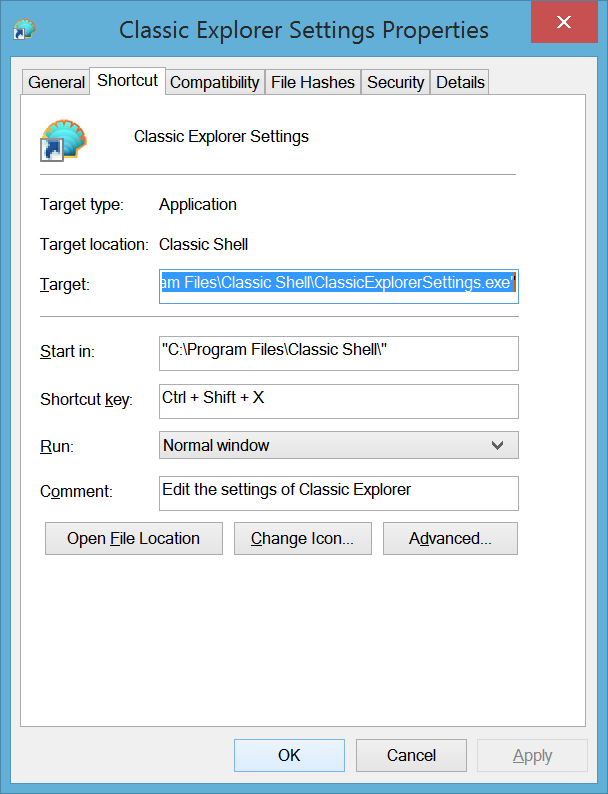 Classic Explorer Settings Properties
General Shortcut Compatibility File Hashes Security Details
Classic Explorer Settings
Target type: Application
Target location: Classic Shell
Target: am Files\Classic Shell\ClassicExplorerSettings.exe"
Start in: "C:\Program Files\Classic Shell\"
Shortcut key: Ctrl + Shift + X
Run: Normal window
Comment: Edit the settings of Classic Explorer
Open File Location Change Icon... Advanced...
OK Cancel Apply